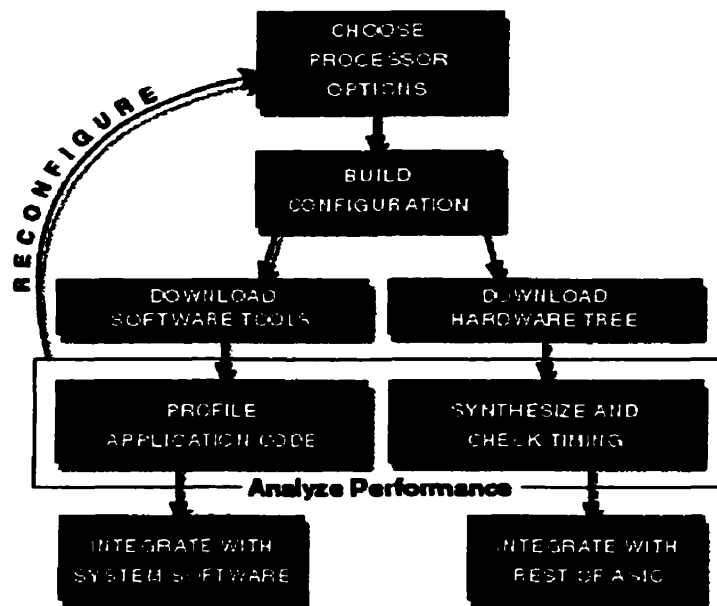 CHOOSE
PROCESSOR
OPTIONS
RECONFIGURE
BUILD
CONFIGURATION
DOWNLOAD
SOFTWARE TOOLS
DOWNLOAD
HARDWARE TREE
PROFILE
APPLICATION CODE
SYNTHESIZE AND
CHECK TIMING
Analyze Performance
INTEGRATE WITH
SYSTEM SOFTWARE
INTEGRATE WITH
REST OF ASIC